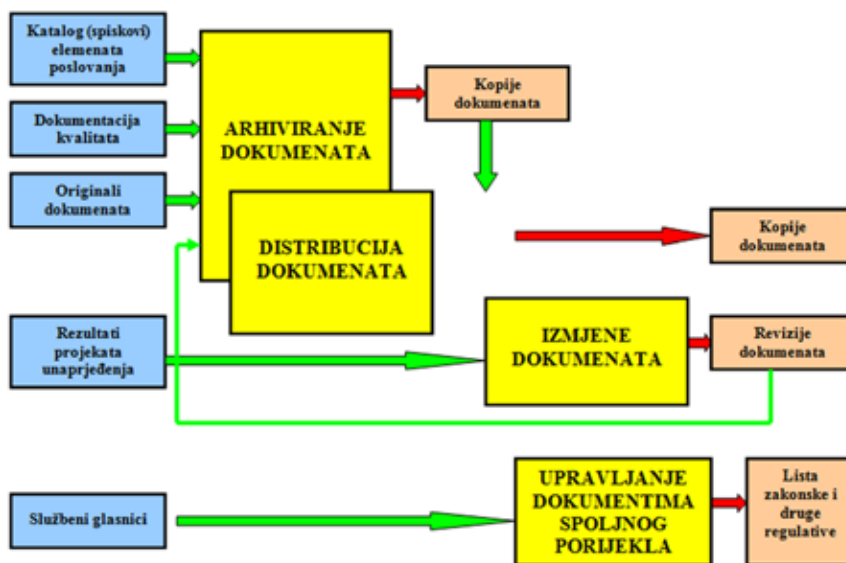 Katalog (spiskovi)
elemenata
poslovanja
Dokumentacija
kvalitata
Originali
dokumenata
ARHIVIRANJE
DOKUMENATA
Kopije
dokumenata
DISTRIBUCIJA
DOKUMENATA
Kopije
dokumenata
Rezultati
projekata
unaprjeđenja
IZMJENE
DOKUMENATA
Revizije
dokumenata
Službeni glasnici
UPRAVLJANJE
DOKUMENTIMA
SPOLJNOG
PORIJEKLA
Lista
zakonske i
druge
regulative